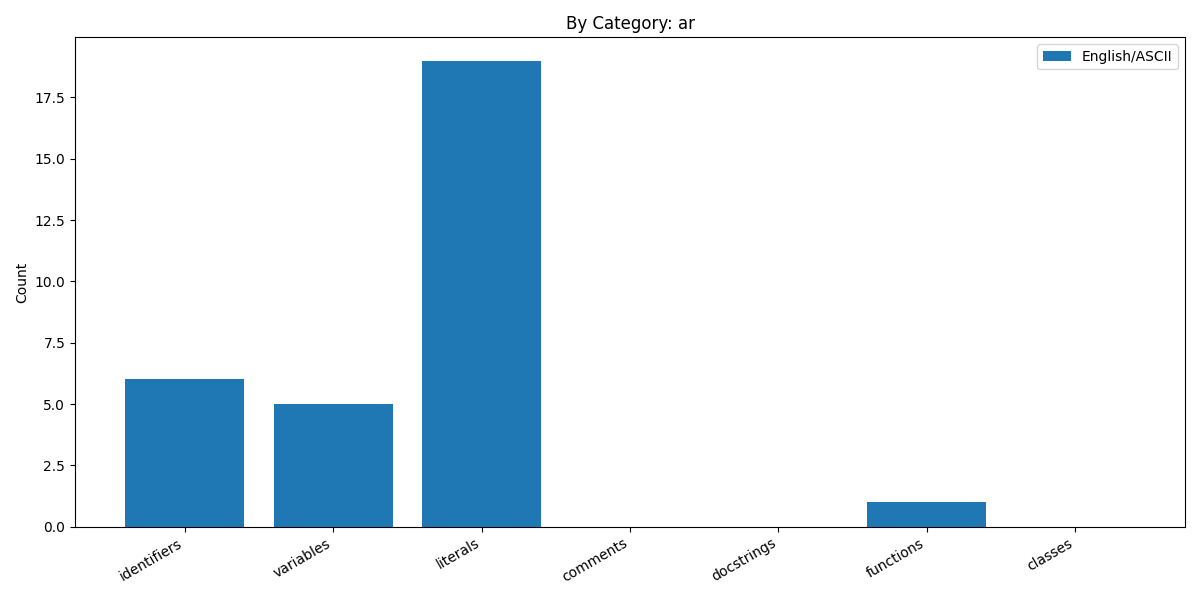 By Category: ar
English/ASCII
Count
17.5
15.0
12.5
10.0
7.5
5.0
2.5
0.0
identifiers
variables
literals
comments
docstrings
functions
classes